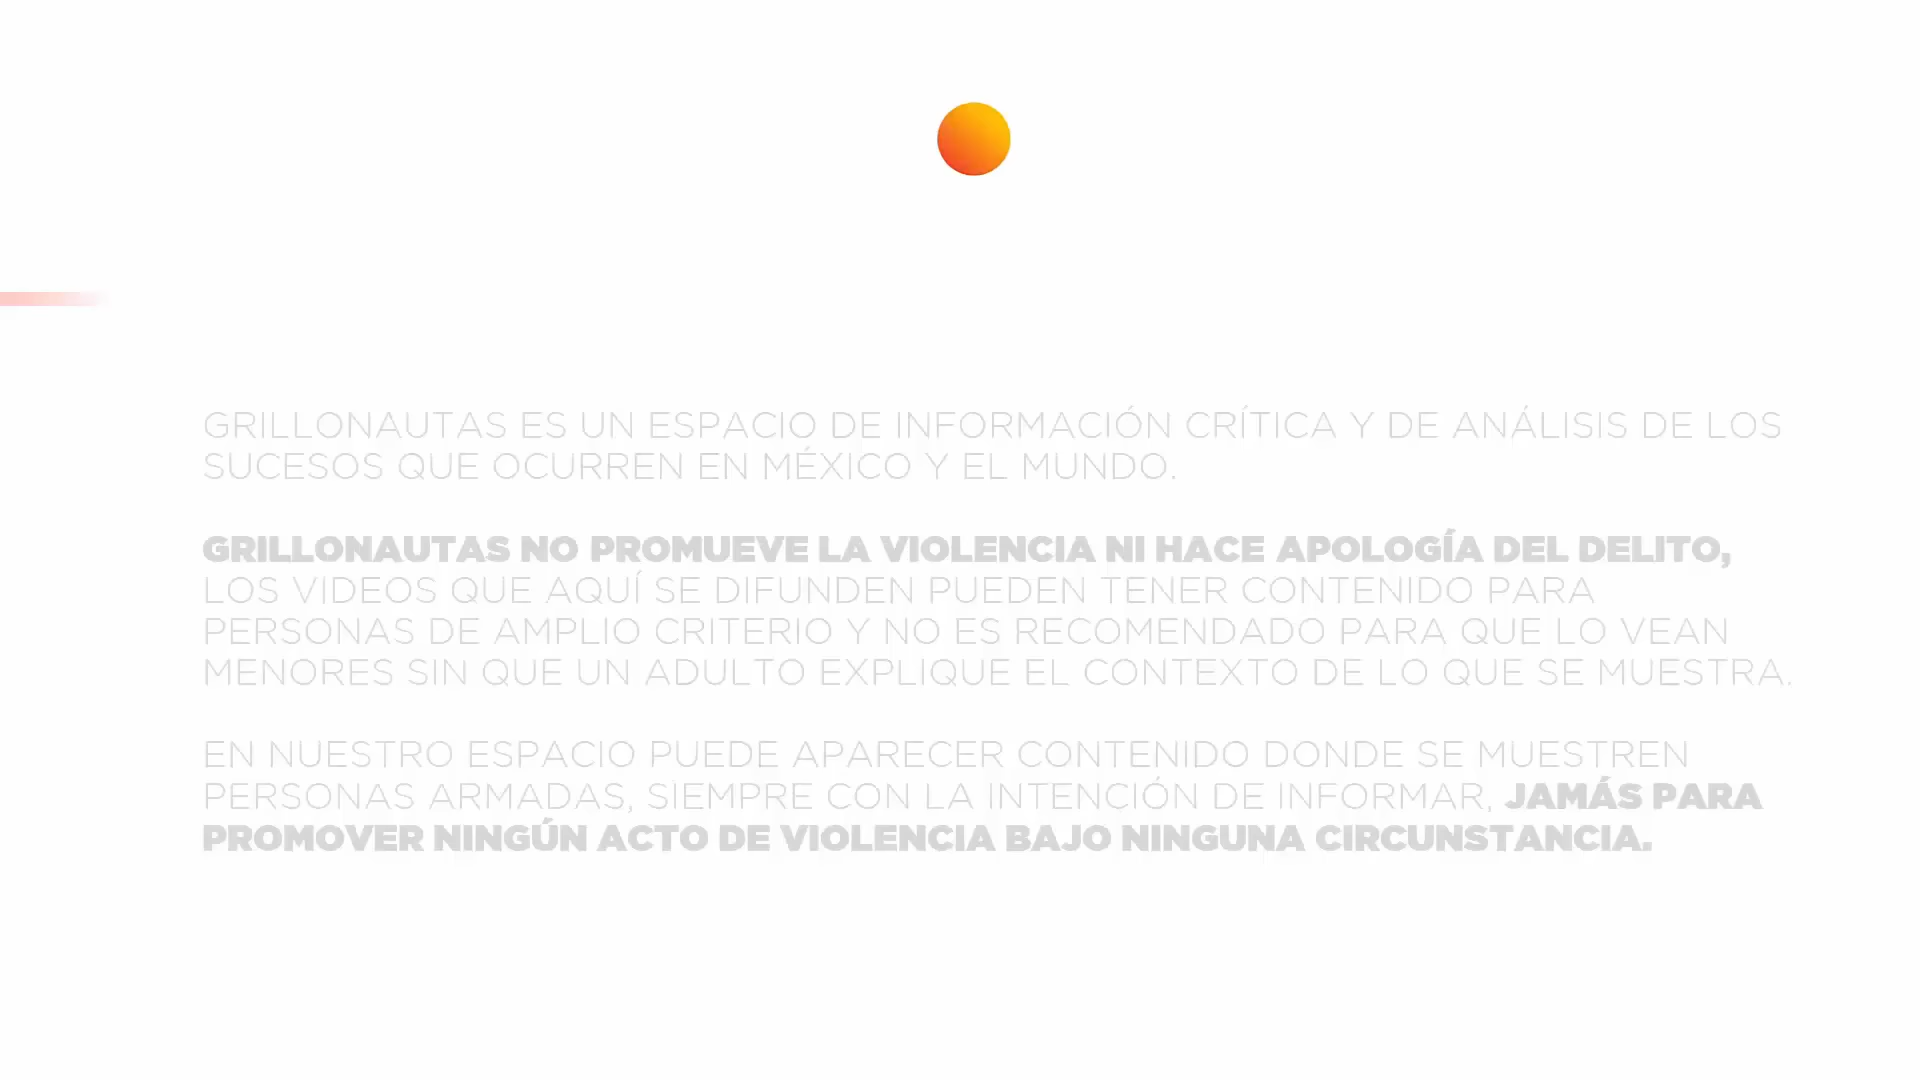 GRILLONAUTAS ES UN ESPACIO DE INFORMACIÓN CRÍTICA Y DE ANÁLISIS DE LOS
SUCESOS QUE OCURREN EN MÉXICO Y EL MUNDO.
GRILLONAUTAS NO PROMUEVE LA VIOLENCIA NI HACE APOLOGÍA DEL DELITO,
LOS VIDEOS QUE AQUÍ SE DIFUNDEN PUEDEN TENER CONTENIDO PARA
PERSONAS DE AMPLIO CRITERIO Y NO ES RECOMENDADO PARA QUE LO VEAN
MENORES SIN QUE UN ADULTO EXPLIQUE EL CONTEXTO DE LO QUE SE MUESTRA.
EN NUESTRO ESPACIO PUEDE APARECER CONTENIDO DONDE SE MUESTREN
PERSONAS ARMADAS, SIEMPRE CON LA INTENCIÓN DE INFORMAR, JAMÁS PARA
PROMOVER NINGÚN ACTO DE VIOLENCIA BAJO NINGUNA CIRCUNSTANCIA.